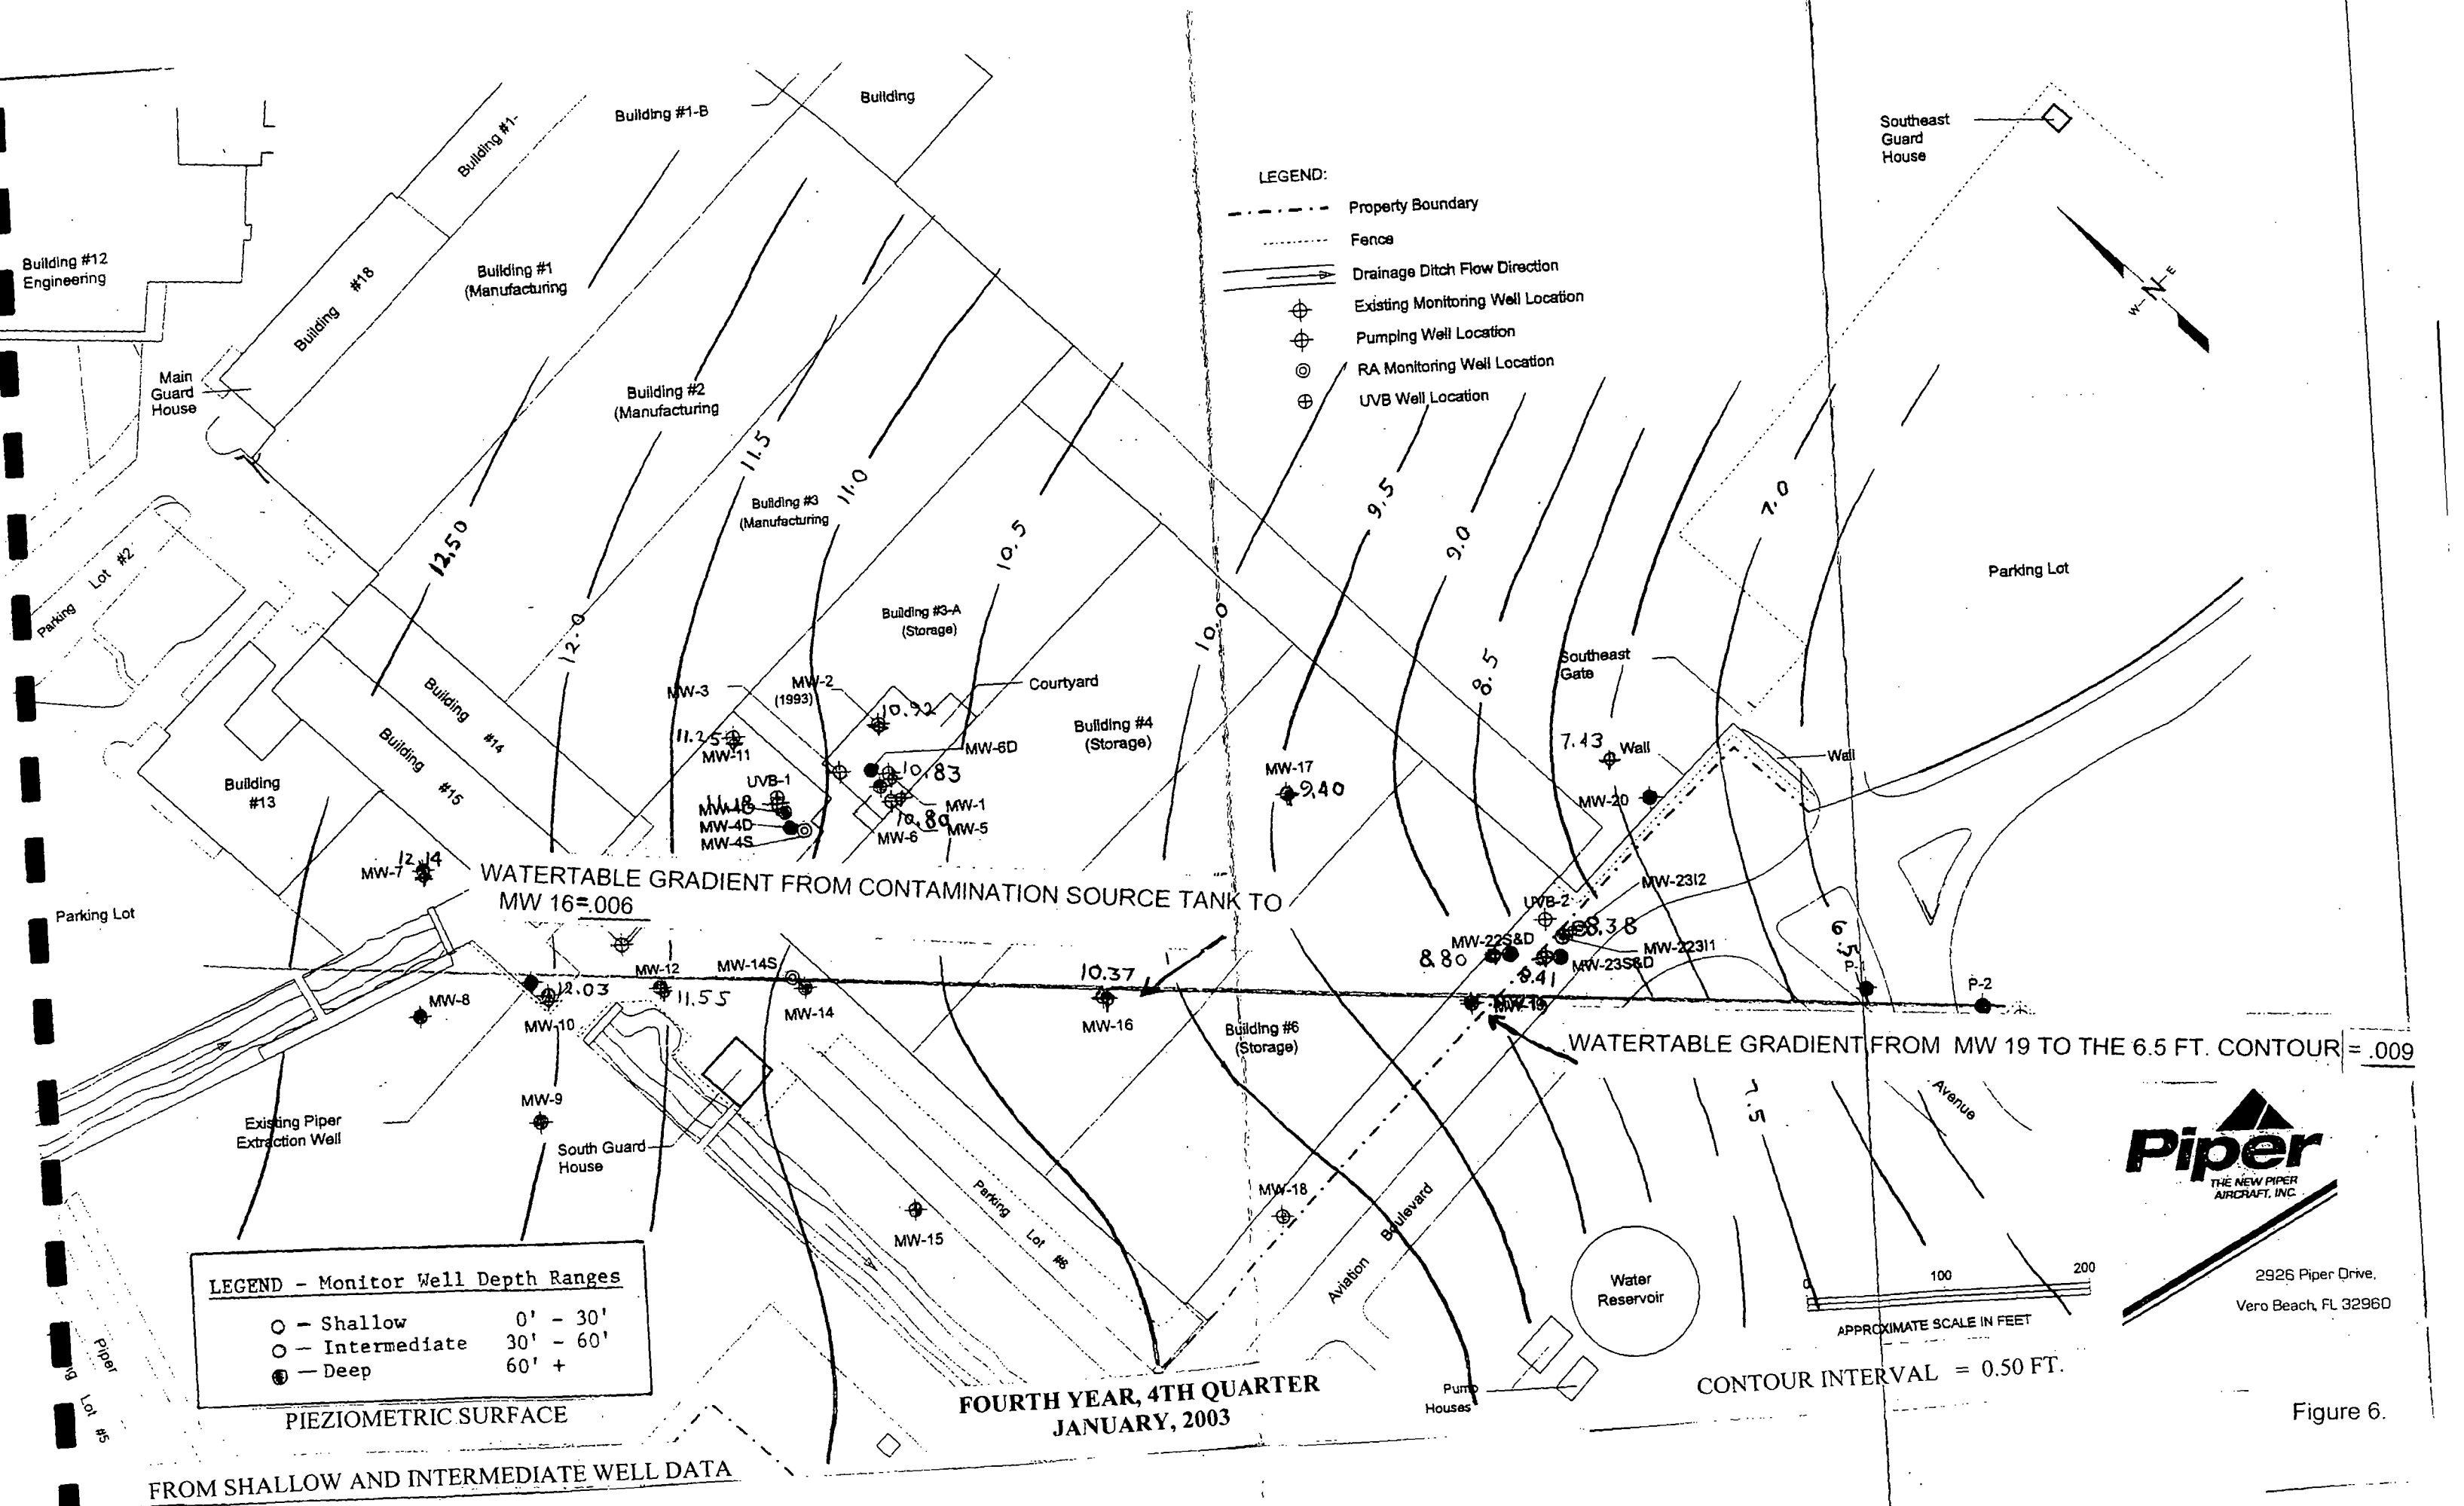 Building #1-B
Building
Building #1-
Southeast
Guard
House
LEGEND:
Property Boundary
Fence
Drainage Ditch Flow Direction
Existing Monitoring Well Location
Pumping Well Location
RA Monitoring Well Location
UVB Well Location
W-N-E
Building #12
Engineering
Building #18
Building #1
(Manufacturing
Main
Guard
House
Building #2
(Manufacturing
11.5
Building #3
(Manufacturing
11.0
12.50
10.5
9.5
9.0
7.0
Parking Lot
Parking Lot #2
12.0
Building #3-A
(Storage)
10.0
8.5
Southeast
Gate
Building #14
Building #15
MW-3
MW-2
(1993)
Courtyard
10.92
Building #4
(Storage)
11.25
MW-11
MW-6D
7.43
Wall
Wall
Building
#13
UVB-1
10.83
MW-17
9.40
MW-20
MW-4D
MW-4S
MW-1
10.80
MW-5
MW-6
12.14
MW-7
WATERTABLE GRADIENT FROM CONTAMINATION SOURCE TANK TO
MW 16=.006
Parking Lot
MW-23I2
UVB-2
8.38
MW-22S&D
8.80
MW-223I1
MW-23S&D
8.41
6.5
P-1
P-2
MW-8
12.03
MW-10
MW-12
11.55
MW-14S
MW-14
10.37
MW-16
Building #6
(Storage)
WATERTABLE GRADIENT FROM MW 19 TO THE 6.5 FT. CONTOUR = .009
7.5
Avenue
Existing Piper
Extraction Well
MW-9
South Guard
House
MW-15
Parking Lot #6
MW-18
Aviation Boulevard
Water
Reservoir
Pump
Houses
Piper
THE NEW PIPER
AIRCRAFT, INC.
2926 Piper Drive,
Vero Beach, FL 32960
0 100 200
APPROXIMATE SCALE IN FEET
CONTOUR INTERVAL = 0.50 FT.
Figure 6.
LEGEND - Monitor Well Depth Ranges
- Shallow 0' - 30'
- Intermediate 30' - 60'
- Deep 60' +
PIEZIOMETRIC SURFACE
FROM SHALLOW AND INTERMEDIATE WELL DATA
FOURTH YEAR, 4TH QUARTER
JANUARY, 2003
Piper
Lot #5